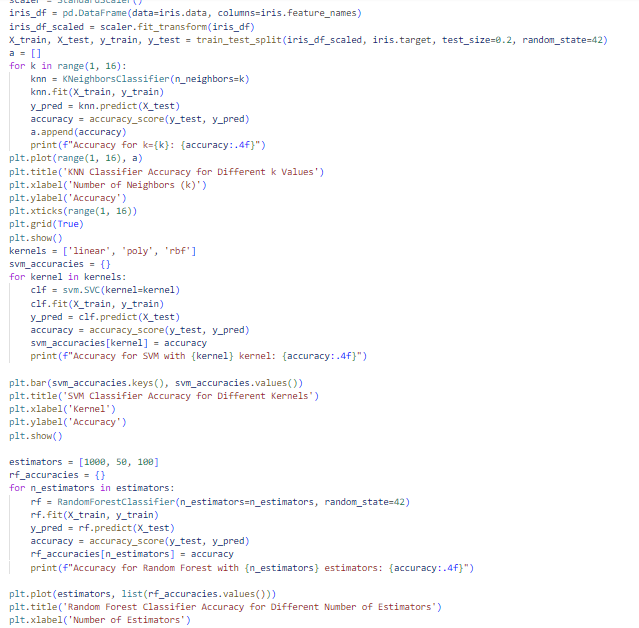 scaler = StandardScaler()
iris_df = pd.DataFrame(data=iris.data, columns=iris.feature_names)
iris_df_scaled = scaler.fit_transform(iris_df)
X_train, X_test, y_train, y_test = train_test_split(iris_df_scaled, iris.target, test_size=0.2, random_state=42)
a = []
for k in range(1, 16):
    knn = KNeighborsClassifier(n_neighbors=k)
    knn.fit(X_train, y_train)
    y_pred = knn.predict(X_test)
    accuracy = accuracy_score(y_test, y_pred)
    a.append(accuracy)
    print(f"Accuracy for k={k}: {accuracy:.4f}")
plt.plot(range(1, 16), a)
plt.title('KNN Classifier Accuracy for Different k Values')
plt.xlabel('Number of Neighbors (k)')
plt.ylabel('Accuracy')
plt.xticks(range(1, 16))
plt.grid(True)
plt.show()
kernels = ['linear', 'poly', 'rbf']
svm_accuracies = {}
for kernel in kernels:
    clf = svm.SVC(kernel=kernel)
    clf.fit(X_train, y_train)
    y_pred = clf.predict(X_test)
    accuracy = accuracy_score(y_test, y_pred)
    svm_accuracies[kernel] = accuracy
    print(f"Accuracy for SVM with {kernel} kernel: {accuracy:.4f}")

plt.bar(svm_accuracies.keys(), svm_accuracies.values())
plt.title('SVM Classifier Accuracy for Different Kernels')
plt.xlabel('Kernel')
plt.ylabel('Accuracy')
plt.show()

estimators = [1000, 50, 100]
rf_accuracies = {}
for n_estimators in estimators:
    rf = RandomForestClassifier(n_estimators=n_estimators, random_state=42)
    rf.fit(X_train, y_train)
    y_pred = rf.predict(X_test)
    accuracy = accuracy_score(y_test, y_pred)
    rf_accuracies[n_estimators] = accuracy
    print(f"Accuracy for Random Forest with {n_estimators} estimators: {accuracy:.4f}")

plt.plot(estimators, list(rf_accuracies.values()))
plt.title('Random Forest Classifier Accuracy for Different Number of Estimators')
plt.xlabel('Number of Estimators')